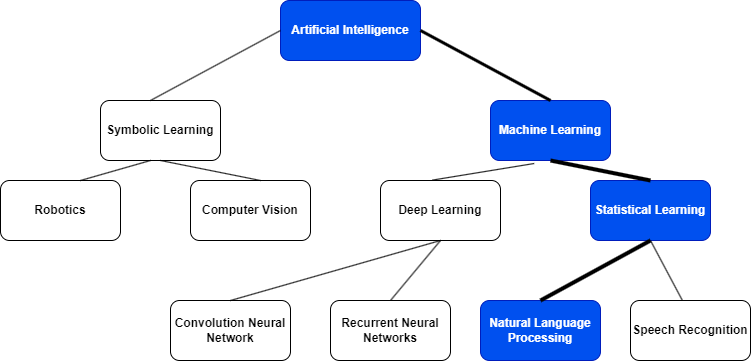 Artificial Intelligence
Symbolic Learning
Machine Learning
Robotics
Computer Vision
Deep Learning
Statistical Learning
Convolution Neural
Network
Recurrent Neural
Networks
Natural Language
Processing
Speech Recognition